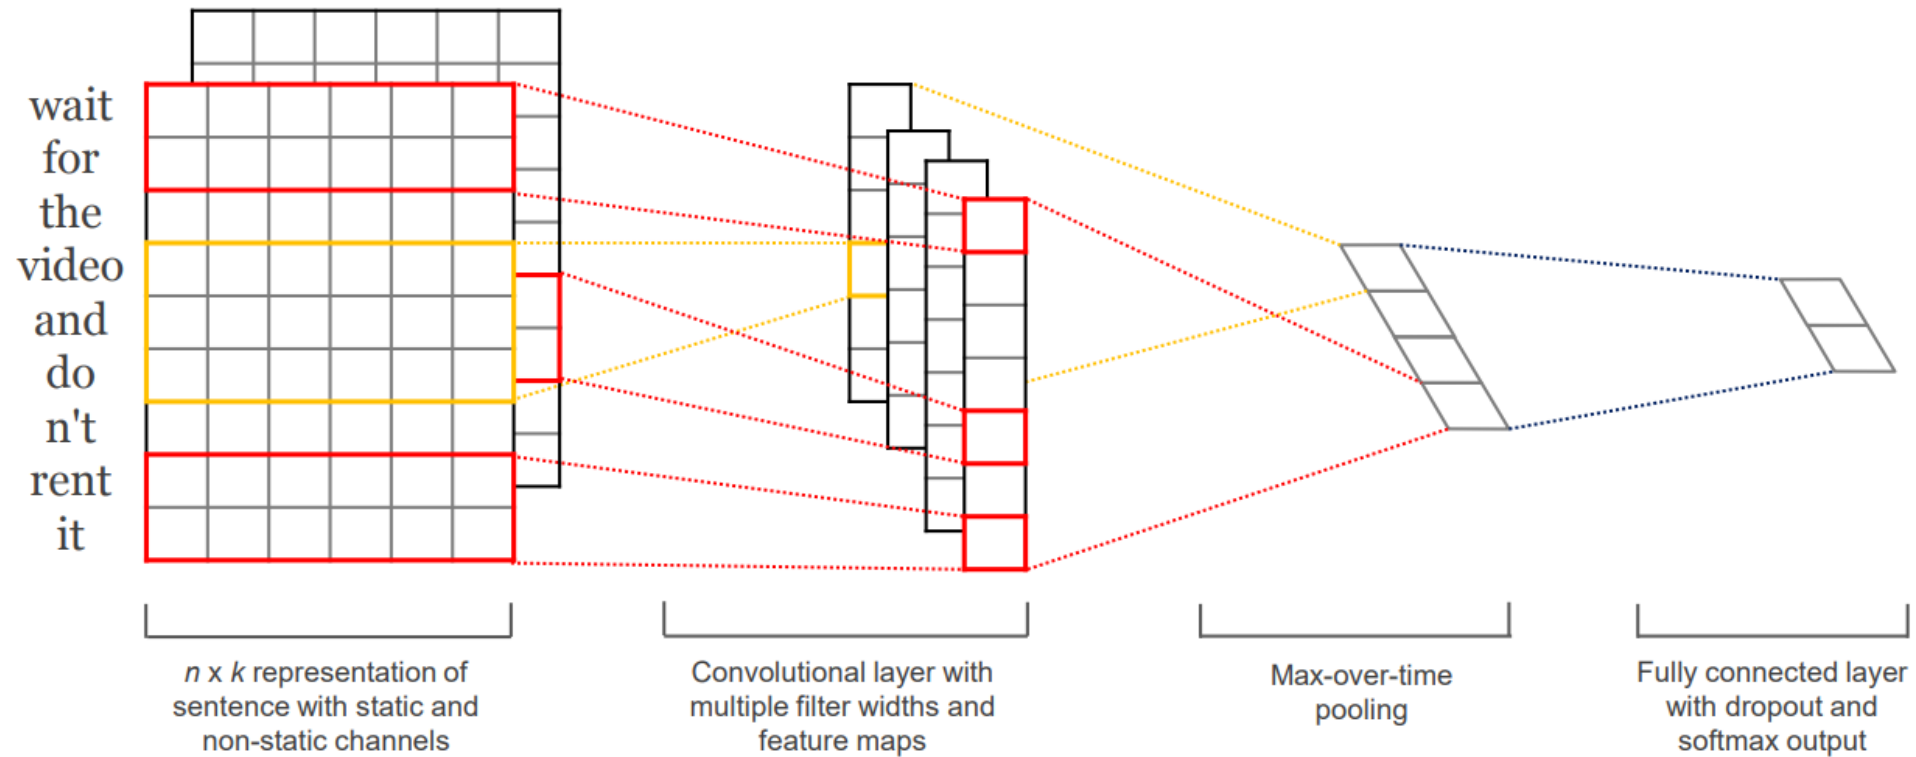 wait
for
the
video
and
do
n't
rent
it
n x k representation of
sentence with static and
non-static channels
Convolutional layer with
multiple filter widths and
feature maps
Max-over-time
pooling
Fully connected layer
with dropout and
softmax output